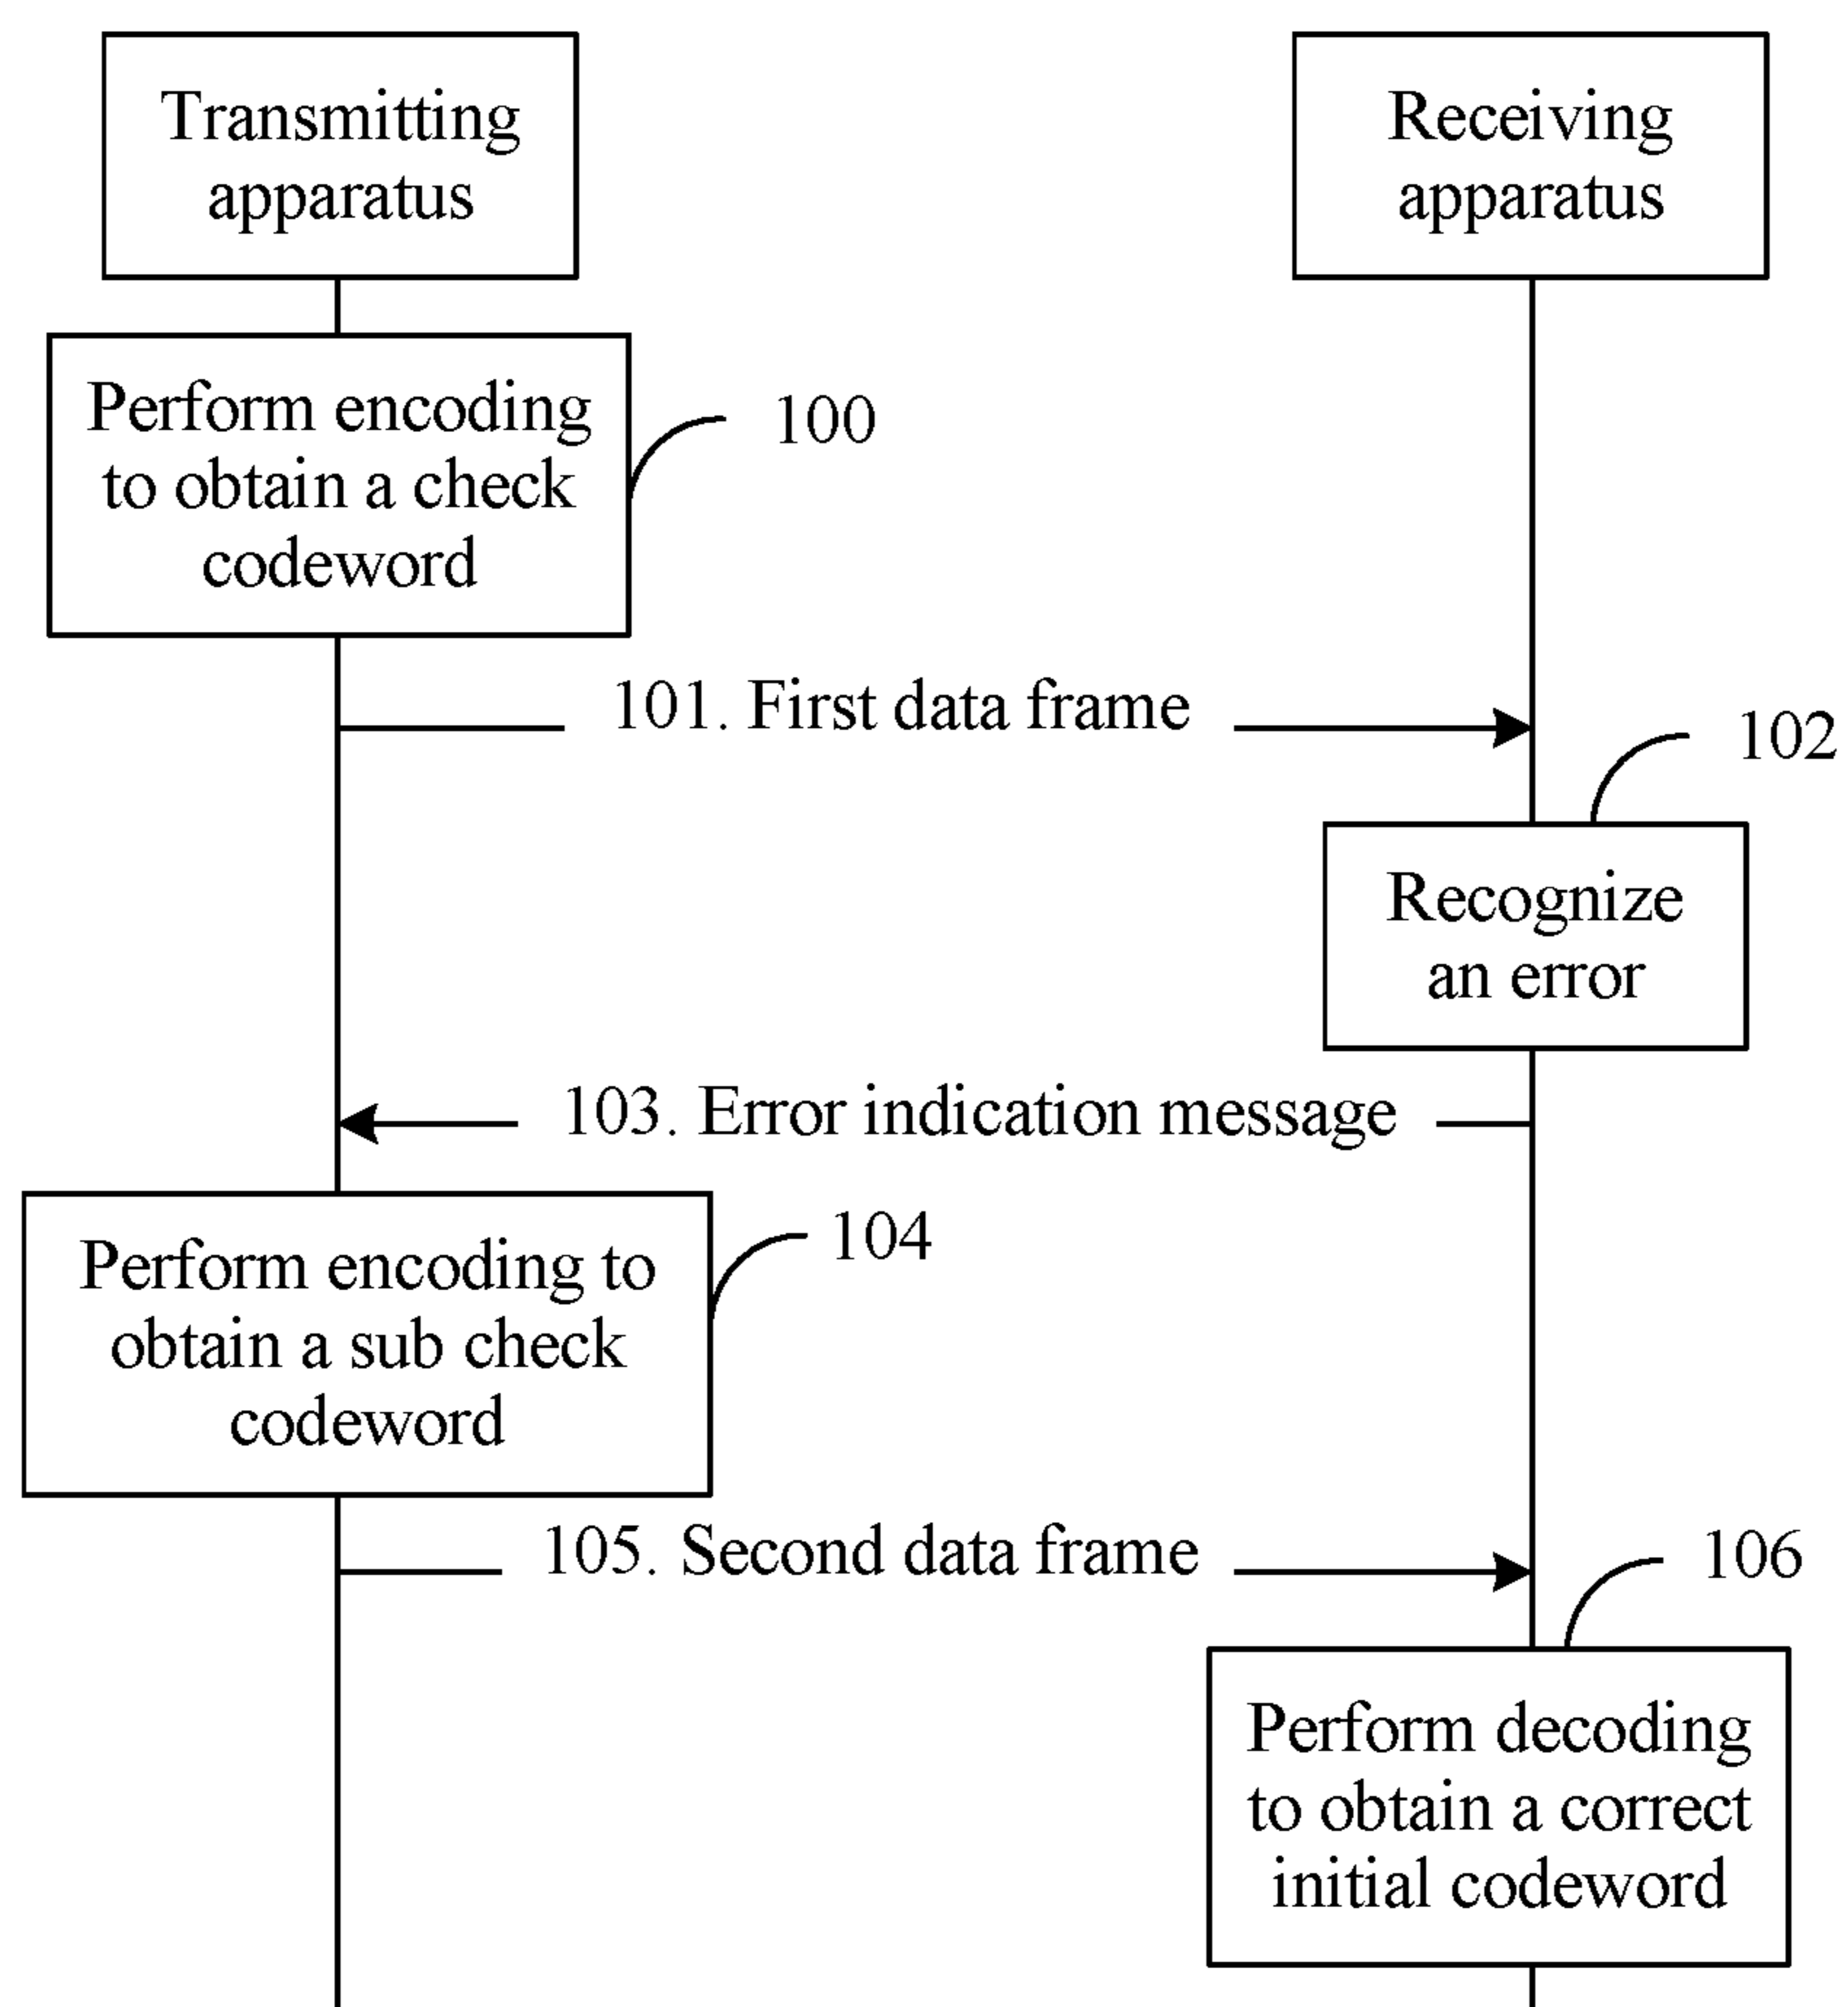 Transmitting
apparatus
Receiving
apparatus
Perform encoding
to obtain a check
codeword
100
101. First data frame
102
Recognize
an error
103. Error indication message
Perform encoding to
obtain a sub check
codeword
104
105. Second data frame
106
Perform decoding
to obtain a correct
initial codeword